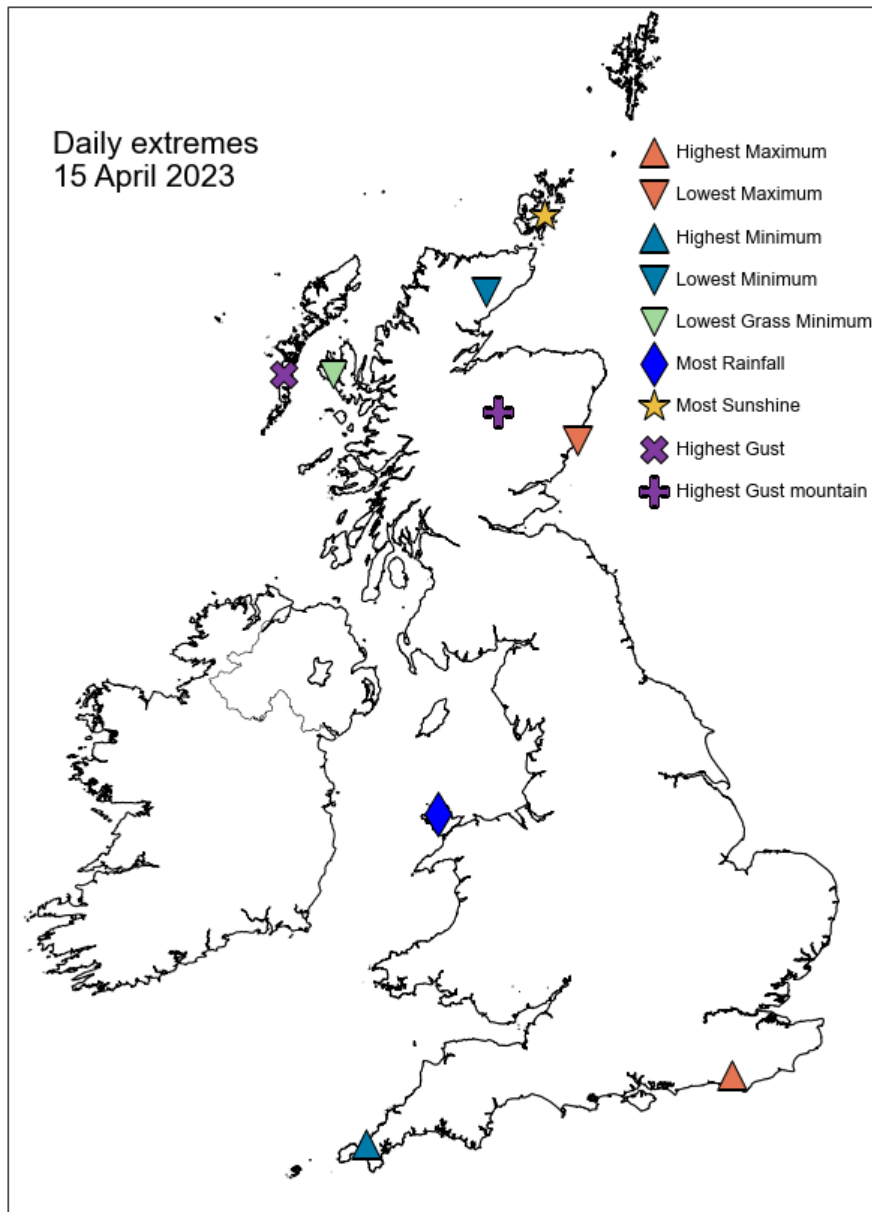 Daily extremes
15 April 2023
Highest Maximum
Lowest Maximum
Highest Minimum
Lowest Minimum
Lowest Grass Minimum
Most Rainfall
Most Sunshine
Highest Gust
Highest Gust mountain